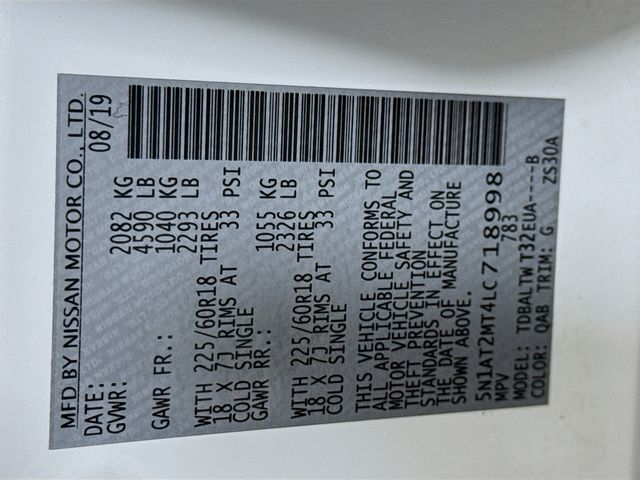 MFD BY NISSAN MOTOR CO., LTD.
DATE: 08/19
GVWR: 2082 KG
4590 LB
GAWR FR.: 1040 KG
2293 LB
WITH 225/60R18 TIRES
18 X 7J RIMS AT 33 PSI
COLD SINGLE
GAWR RR.: 1055 KG
2326 LB
WITH 225/60R18 TIRES
18 X 7J RIMS AT 33 PSI
COLD SINGLE
THIS VEHICLE CONFORMS TO
ALL APPLICABLE FEDERAL
MOTOR VEHICLE SAFETY AND
THEFT PREVENTION
STANDARDS IN EFFECT ON
THE DATE OF MANUFACTURE
SHOWN ABOVE.
5N1AT2MT4LC718998
MPV 783
MODEL: TDBALTWT32EUA----B
COLOR: QAB TRIM: G ZS30A